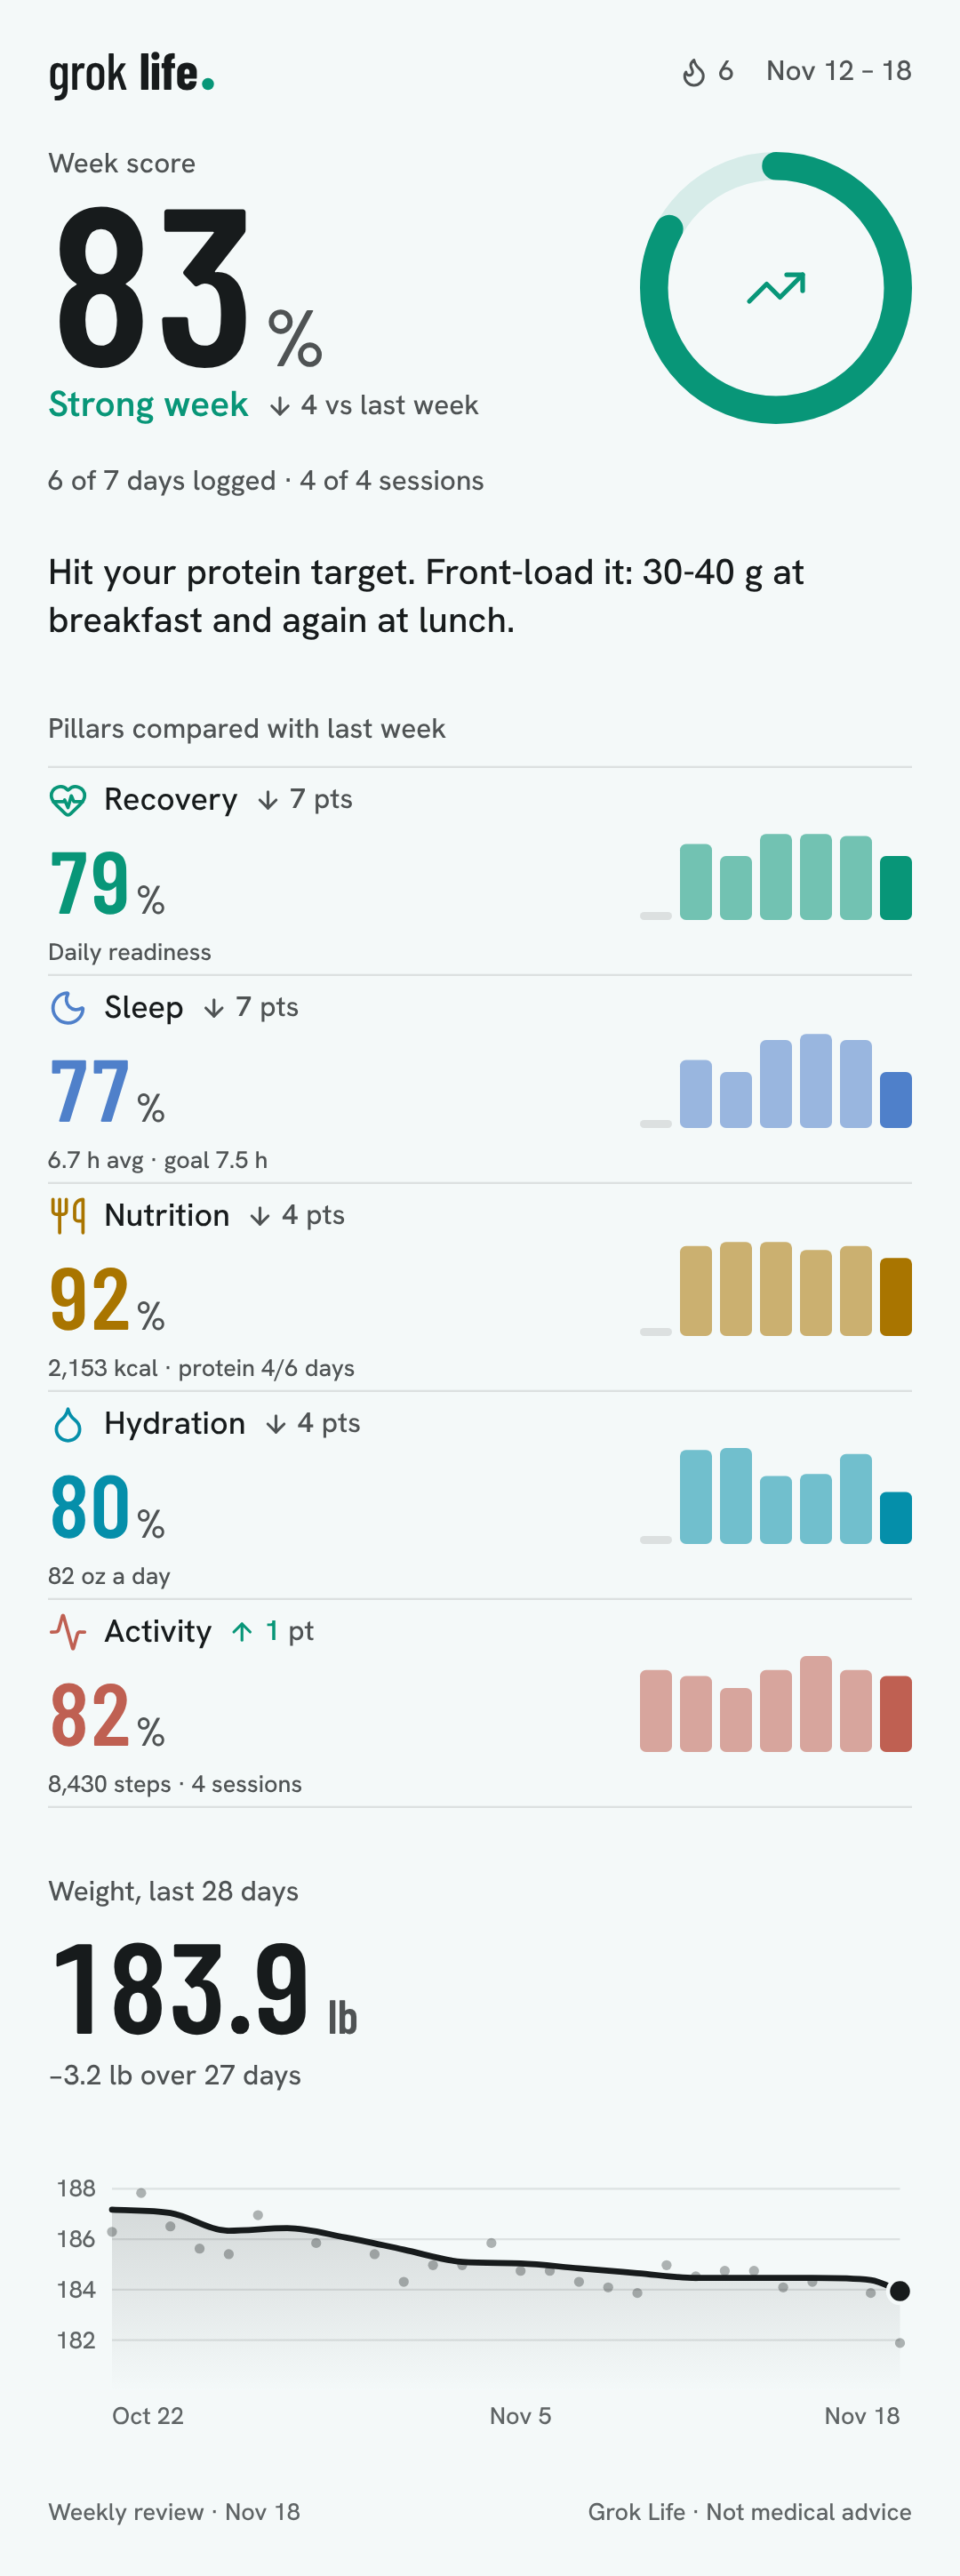 grok life.
6 Nov 12 – 18
Week score
83 %
Strong week ↓ 4 vs last week
6 of 7 days logged · 4 of 4 sessions
Hit your protein target. Front-load it: 30-40 g at
breakfast and again at lunch.
Pillars compared with last week
Recovery ↓ 7 pts
79 %
Daily readiness
Sleep ↓ 7 pts
77 %
6.7 h avg · goal 7.5 h
Nutrition ↓ 4 pts
92 %
2,153 kcal · protein 4/6 days
Hydration ↓ 4 pts
80 %
82 oz a day
Activity ↑ 1 pt
82 %
8,430 steps · 4 sessions
Weight, last 28 days
183.9 lb
−3.2 lb over 27 days
188
186
184
182
Oct 22 Nov 5 Nov 18
Weekly review · Nov 18 Grok Life · Not medical advice